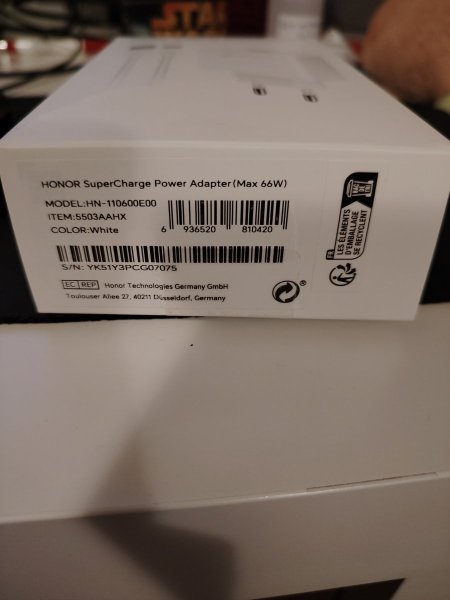 STAR
HONOR SuperCharge Power Adapter(Max 66W)
MODEL:HN-110600E00
ITEM:5503AAHX
COLOR:White
6 936520 810420
S/N: YK51Y3PCG07075
EC REP Honor Technologies Germany GmbH
Toulouser Allee 27, 40211 Düsseldorf, Germany
FR
LES ÉLÉMENTS
D'EMBALLAGE
SE RECYCLENT